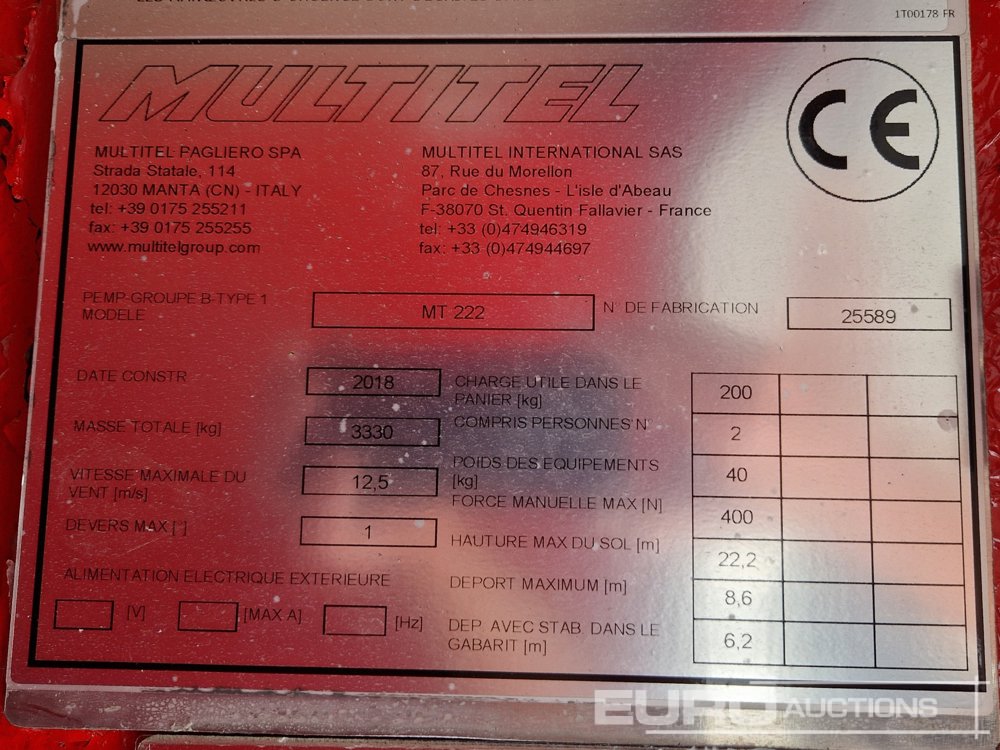 1T00178 FR
MULTITEL
CE
MULTITEL PAGLIERO SPA
Strada Statale, 114
12030 MANTA (CN) - ITALY
tel: +39 0175 255211
fax: +39 0175 255255
www.multitelgroup.com
MULTITEL INTERNATIONAL SAS
87, Rue du Morellon
Parc de Chesnes - L'isle d'Abeau
F-38070 St. Quentin Fallavier - France
tel: +33 (0)474946319
fax: +33 (0)474944697
PEMP-GROUPE B-TYPE 1
MODELE
MT 222
N° DE FABRICATION
25589
DATE CONSTR
2018
MASSE TOTALE [kg]
3330
VITESSE MAXIMALE DU
VENT [m/s]
12,5
DEVERS MAX [°]
1
ALIMENTATION ELECTRIQUE EXTERIEURE
[V] [MAX A] [Hz]
CHARGE UTILE DANS LE
PANIER [kg]
200
COMPRIS PERSONNES N°
2
POIDS DES EQUIPEMENTS
[kg]
40
FORCE MANUELLE MAX [N]
400
HAUTURE MAX DU SOL [m]
22,2
DEPORT MAXIMUM [m]
8,6
DEP. AVEC STAB. DANS LE
GABARIT [m]
6,2
EURO AUCTIONS